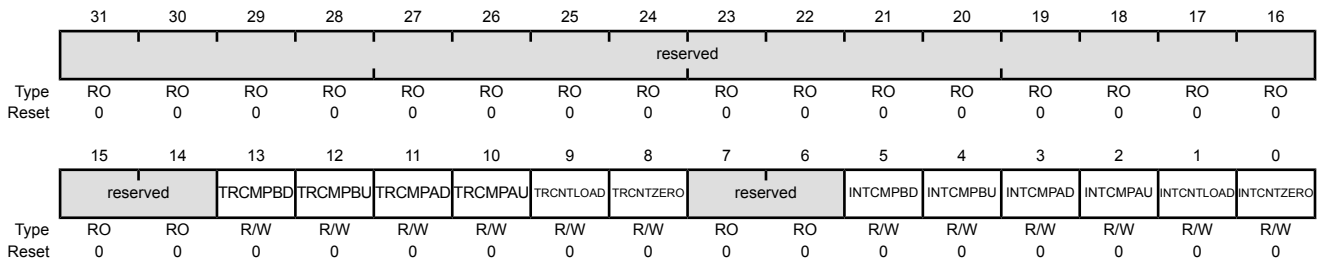 31 30 29 28 27 26 25 24 23 22 21 20 19 18 17 16
reserved
Type RO RO RO RO RO RO RO RO RO RO RO RO RO RO RO RO
Reset 0 0 0 0 0 0 0 0 0 0 0 0 0 0 0 0
15 14 13 12 11 10 9 8 7 6 5 4 3 2 1 0
reserved TRCMPBD TRCMPBU TRCMPAD TRCMPAU TRCNTLOAD TRCNTZERO reserved INTCMPBD INTCMPBU INTCMPAD INTCMPAU INTCNTLOAD INTCNTZERO
Type RO RO R/W R/W R/W R/W R/W R/W RO RO R/W R/W R/W R/W R/W R/W
Reset 0 0 0 0 0 0 0 0 0 0 0 0 0 0 0 0